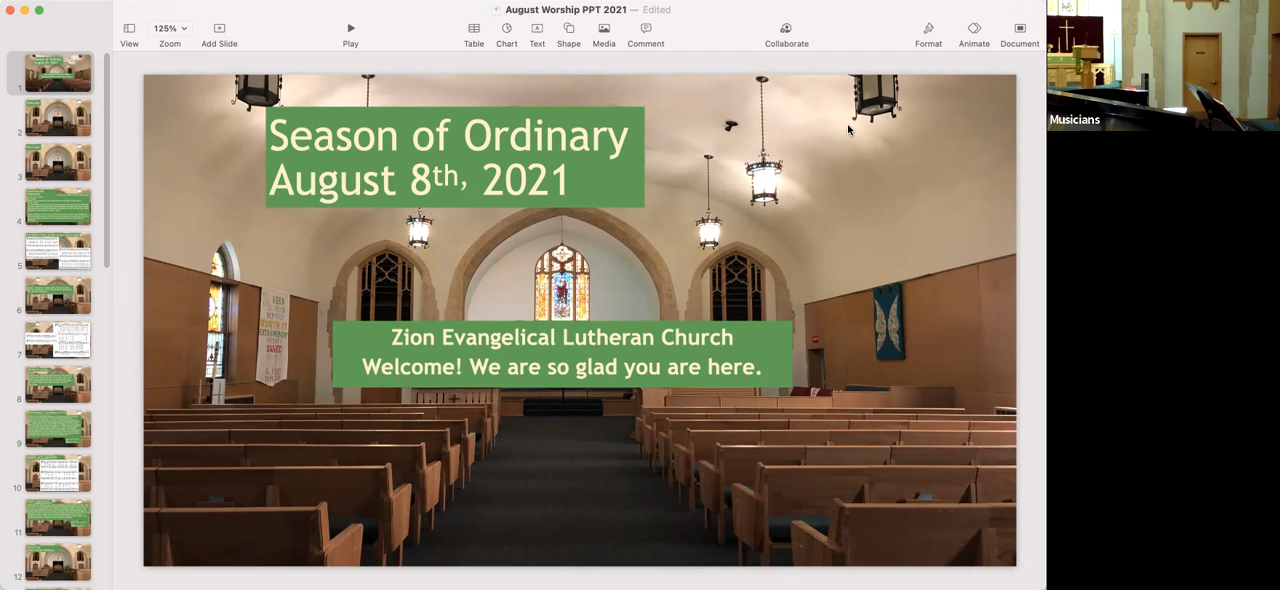 August Worship PPT 2021 — Edited
125%
View
Zoom
Add Slide
Play
Table
Chart
Text
Shape
Media
Comment
Collaborate
Format
Animate
Document
1
2
3
4
5
6
7
8
9
10
11
12
Season of Ordinary
August 8th, 2021
Zion Evangelical Lutheran Church
Welcome! We are so glad you are here.
Musicians